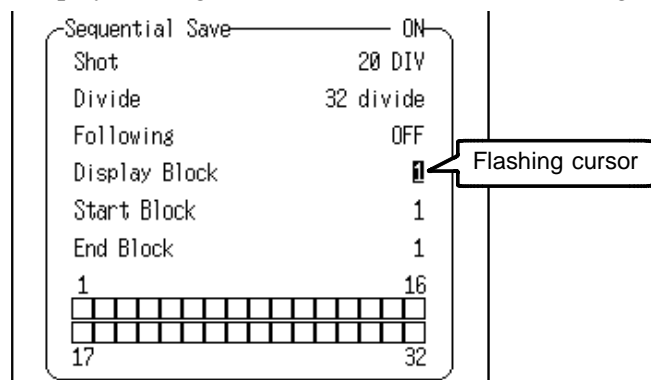 Sequential Save ON
Shot 20 DIV
Divide 32 divide
Following OFF
Display Block 1
Flashing cursor
Start Block 1
End Block 1
1 16
17 32